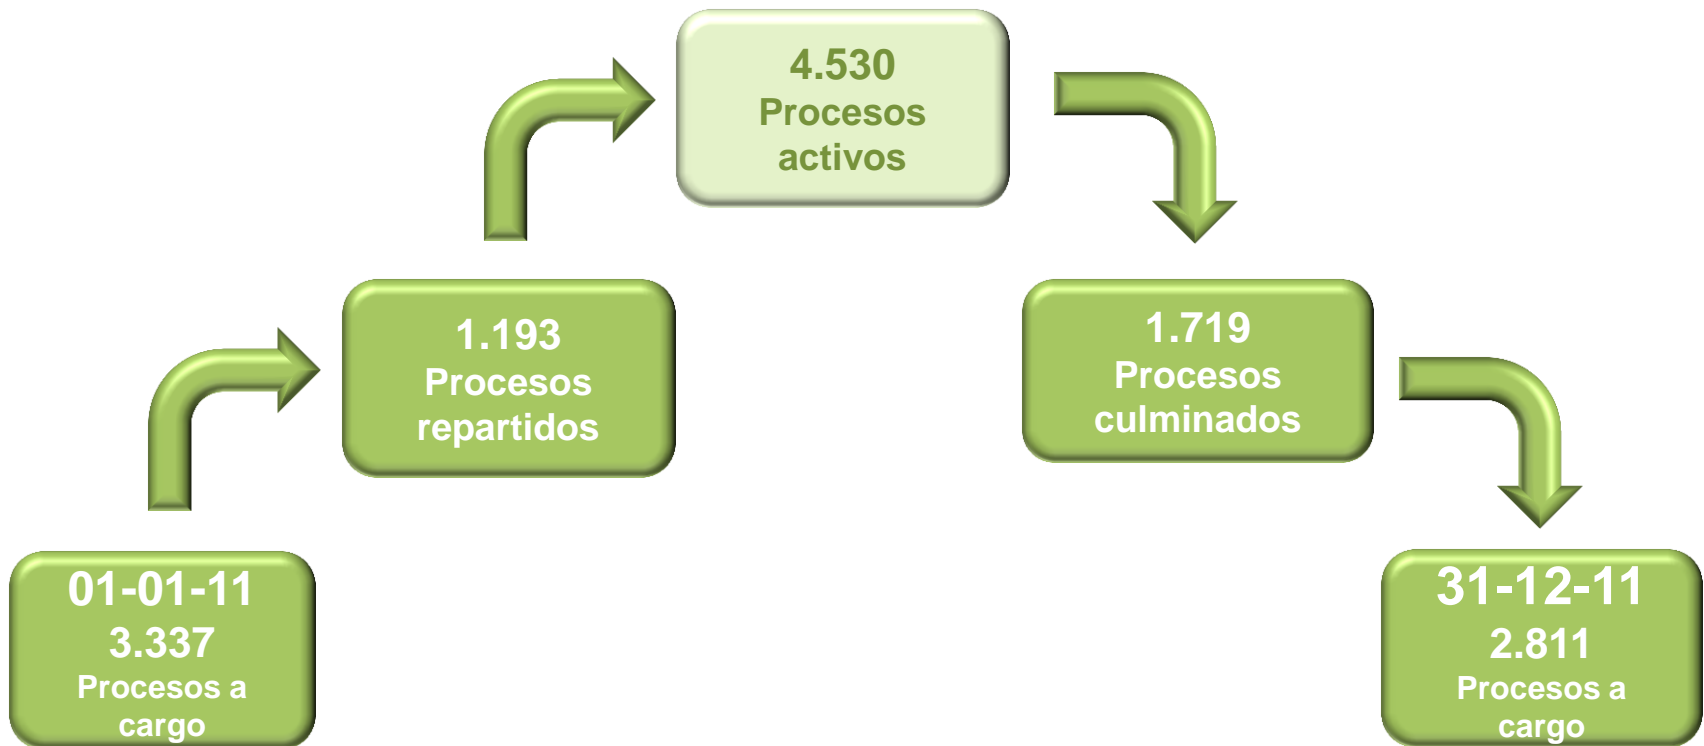 4.530
Procesos
activos
1.193
Procesos
repartidos
1.719
Procesos
culminados
01-01-11
3.337
Procesos a
cargo
31-12-11
2.811
Procesos a
cargo